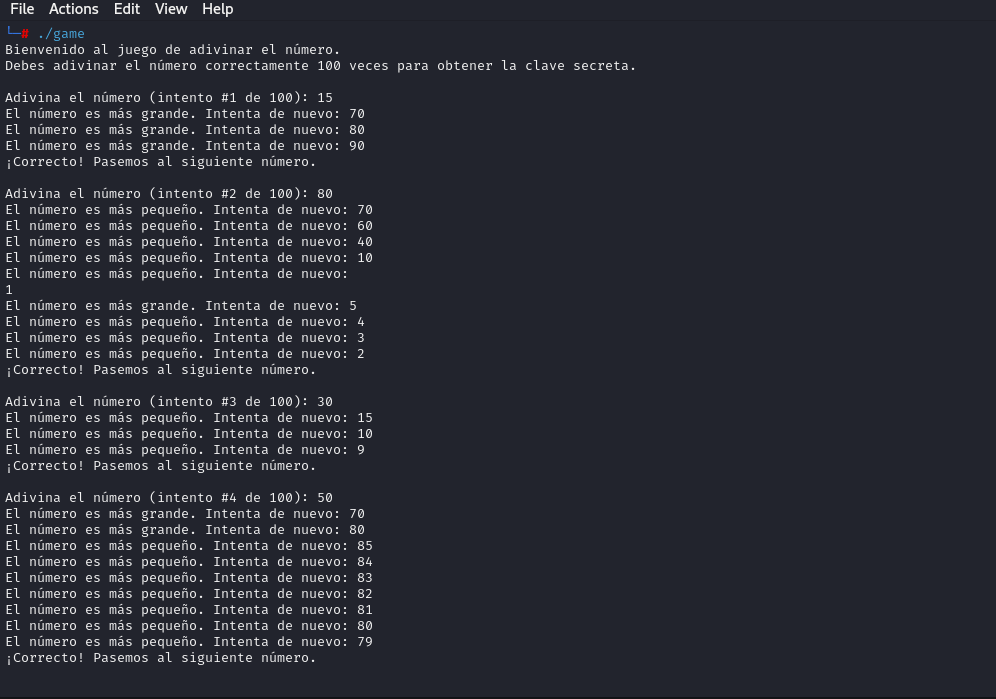 File Actions Edit View Help
└─# ./game
Bienvenido al juego de adivinar el número.
Debes adivinar el número correctamente 100 veces para obtener la clave secreta.
Adivina el número (intento #1 de 100): 15
El número es más grande. Intenta de nuevo: 70
El número es más grande. Intenta de nuevo: 80
El número es más grande. Intenta de nuevo: 90
¡Correcto! Pasemos al siguiente número.
Adivina el número (intento #2 de 100): 80
El número es más pequeño. Intenta de nuevo: 70
El número es más pequeño. Intenta de nuevo: 60
El número es más pequeño. Intenta de nuevo: 40
El número es más pequeño. Intenta de nuevo: 10
El número es más pequeño. Intenta de nuevo:
1
El número es más grande. Intenta de nuevo: 5
El número es más pequeño. Intenta de nuevo: 4
El número es más pequeño. Intenta de nuevo: 3
El número es más pequeño. Intenta de nuevo: 2
¡Correcto! Pasemos al siguiente número.
Adivina el número (intento #3 de 100): 30
El número es más pequeño. Intenta de nuevo: 15
El número es más pequeño. Intenta de nuevo: 10
El número es más pequeño. Intenta de nuevo: 9
¡Correcto! Pasemos al siguiente número.
Adivina el número (intento #4 de 100): 50
El número es más grande. Intenta de nuevo: 70
El número es más grande. Intenta de nuevo: 80
El número es más pequeño. Intenta de nuevo: 85
El número es más pequeño. Intenta de nuevo: 84
El número es más pequeño. Intenta de nuevo: 83
El número es más pequeño. Intenta de nuevo: 82
El número es más pequeño. Intenta de nuevo: 81
El número es más pequeño. Intenta de nuevo: 80
El número es más pequeño. Intenta de nuevo: 79
¡Correcto! Pasemos al siguiente número.